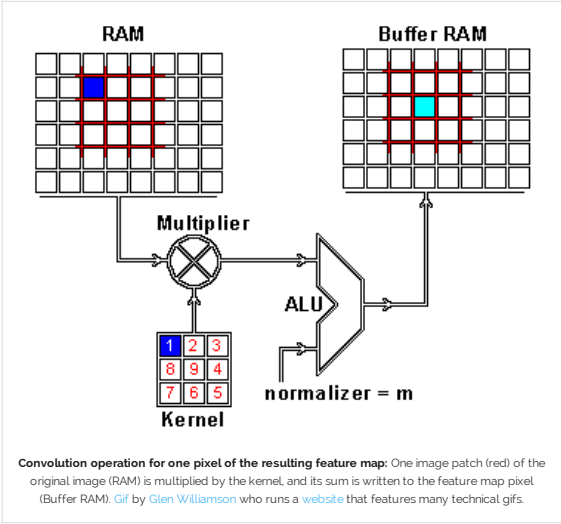 RAM
Buffer RAM
Multiplier
ALU
1 2 3
8 9 4
7 6 5
Kernel
normalizer = m
Convolution operation for one pixel of the resulting feature map: One image patch (red) of the
original image (RAM) is multiplied by the kernel, and its sum is written to the feature map pixel
(Buffer RAM). Gif by Glen Williamson who runs a website that features many technical gifs.